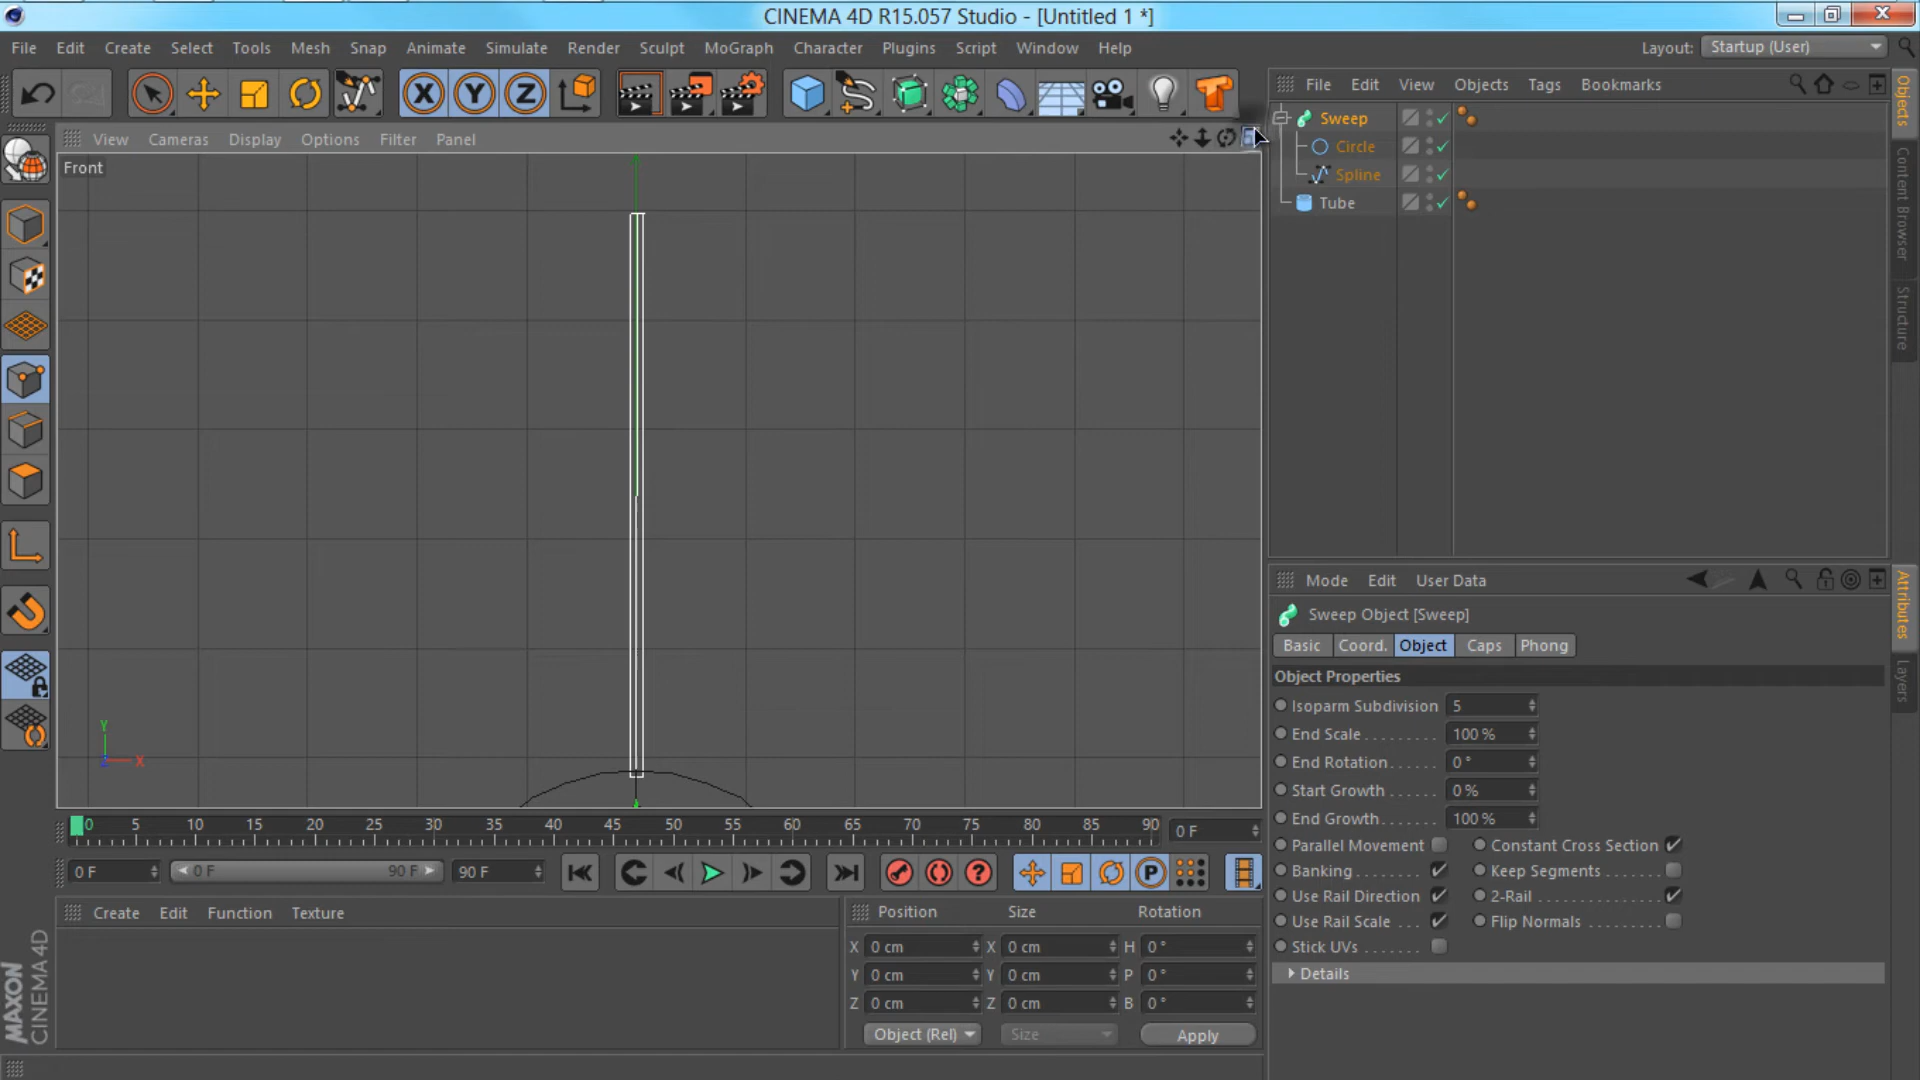 CINEMA 4D R15.057 Studio - [Untitled 1 *]
File Edit Create Select Tools Mesh Snap Animate Simulate Render Sculpt MoGraph Character Plugins Script Window Help Layout: Startup (User)
X Y Z
File Edit View Objects Tags Bookmarks
View Cameras Display Options Filter Panel
Front
Sweep
Circle
Spline
Tube
Objects
Content Browser
Structure
Y
X
Mode Edit User Data
Sweep Object [Sweep]
Basic Coord. Object Caps Phong
Object Properties
Isoparm Subdivision 5
End Scale 100 %
End Rotation 0 °
Start Growth 0 %
End Growth 100 %
Parallel Movement Constant Cross Section
Banking Keep Segments
Use Rail Direction 2-Rail
Use Rail Scale Flip Normals
Stick UVs
Details
Attributes
Layers
0 5 10 15 20 25 30 35 40 45 50 55 60 65 70 75 80 85 90 0 F
0 F 0 F 90 F 90 F P
Create Edit Function Texture
Position Size Rotation
X 0 cm X 0 cm H 0 °
Y 0 cm Y 0 cm P 0 °
Z 0 cm Z 0 cm B 0 °
Object (Rel) Size Apply
MAXON
CINEMA 4D